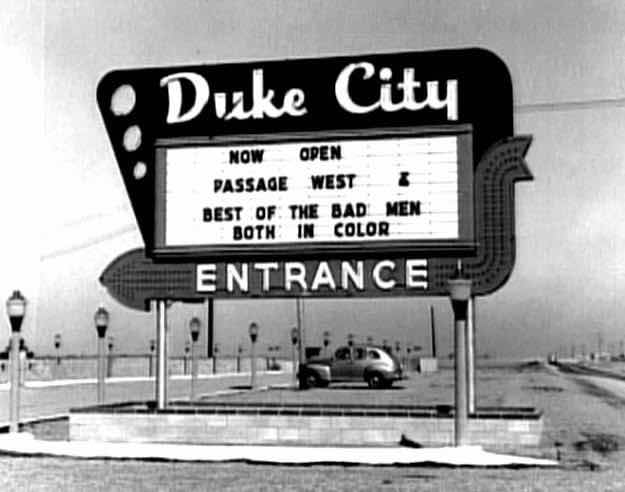 Duke City
NOW OPEN
PASSAGE WEST &
BEST OF THE BAD MEN
BOTH IN COLOR
ENTRANCE